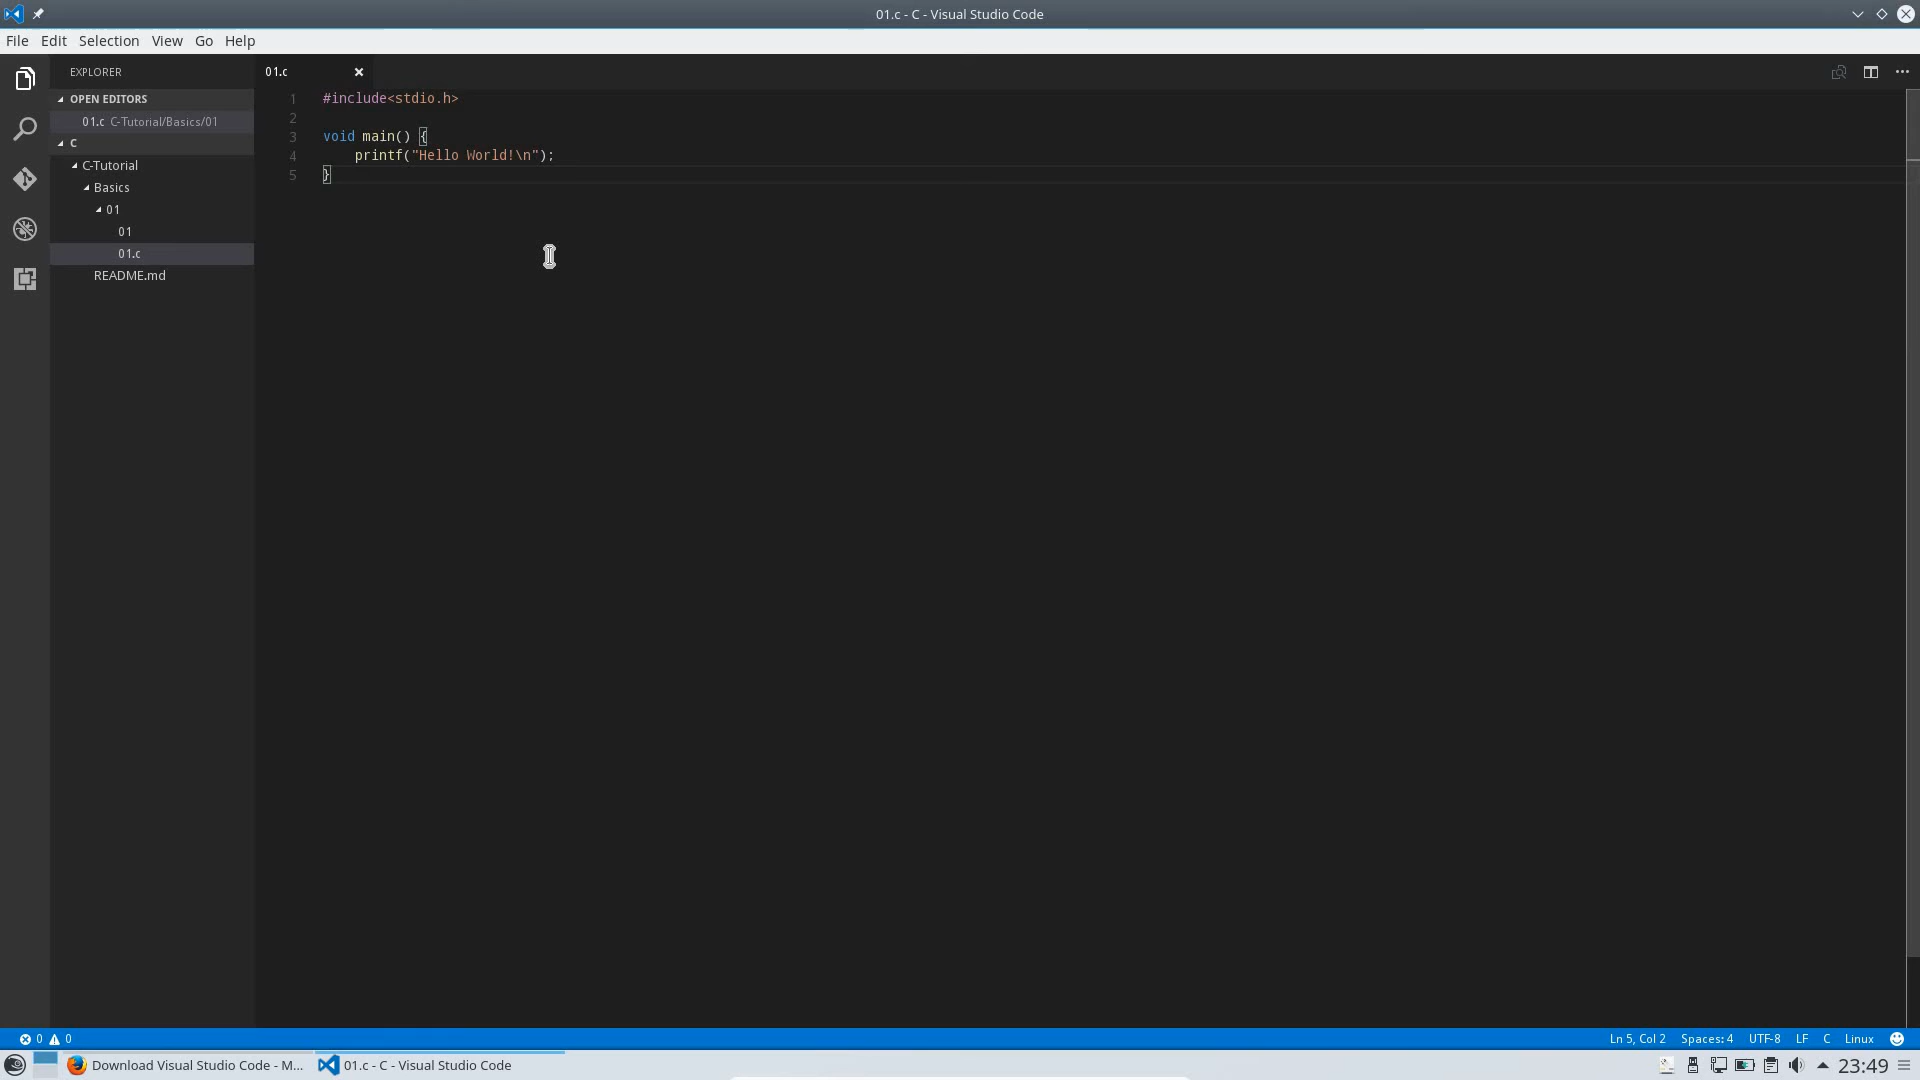 01.c - C - Visual Studio Code
File Edit Selection View Go Help
EXPLORER
OPEN EDITORS
01.c C-Tutorial/Basics/01
C
C-Tutorial
Basics
01
01
01.c
README.md
01.c
1 #include<stdio.h>
2
3 void main() {
4 printf("Hello World!\n");
5 }
0 0
Ln 5, Col 2 Spaces: 4 UTF-8 LF C Linux
Download Visual Studio Code - M...
01.c - C - Visual Studio Code
23:49